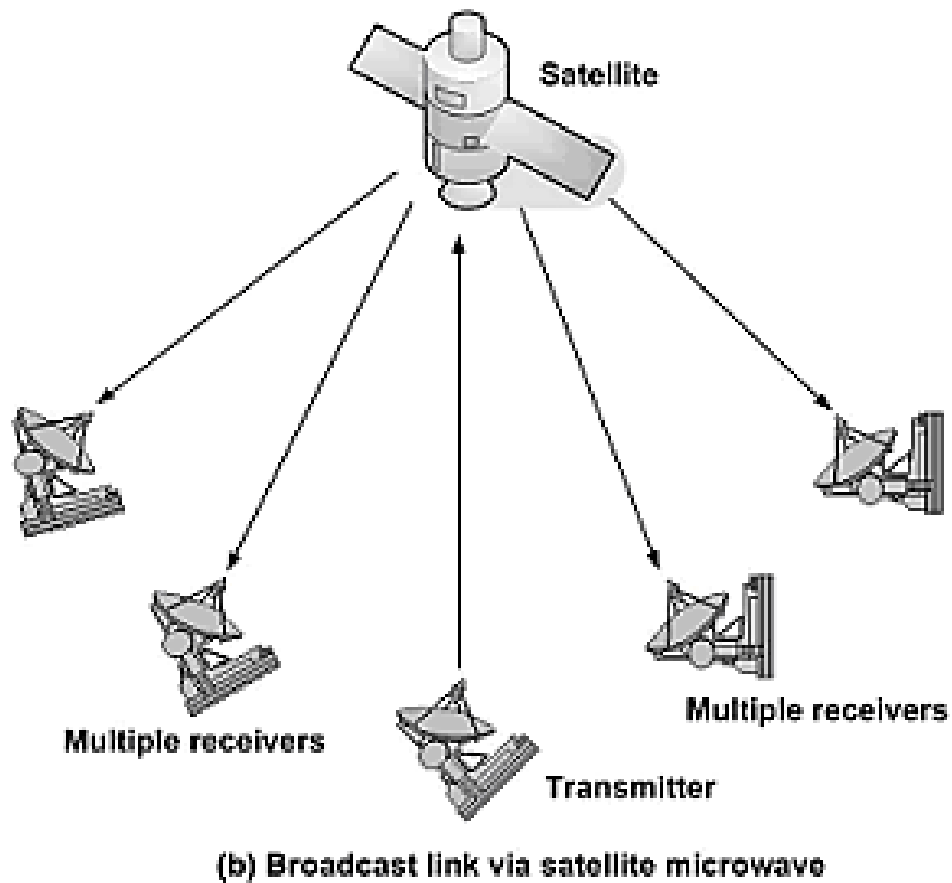 Satellite
Multiple receivers
Multiple receivers
Transmitter
(b) Broadcast link via satellite microwave